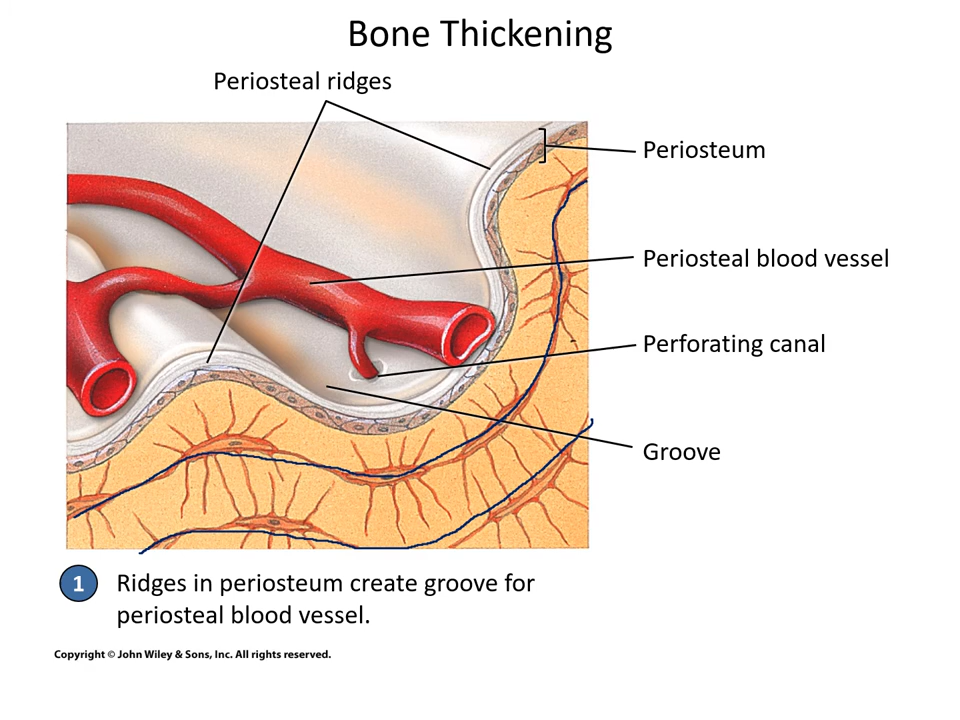 Bone Thickening
Periosteal ridges
Periosteum
Periosteal blood vessel
Perforating canal
Groove
1
Ridges in periosteum create groove for
periosteal blood vessel.
Copyright © John Wiley & Sons, Inc. All rights reserved.